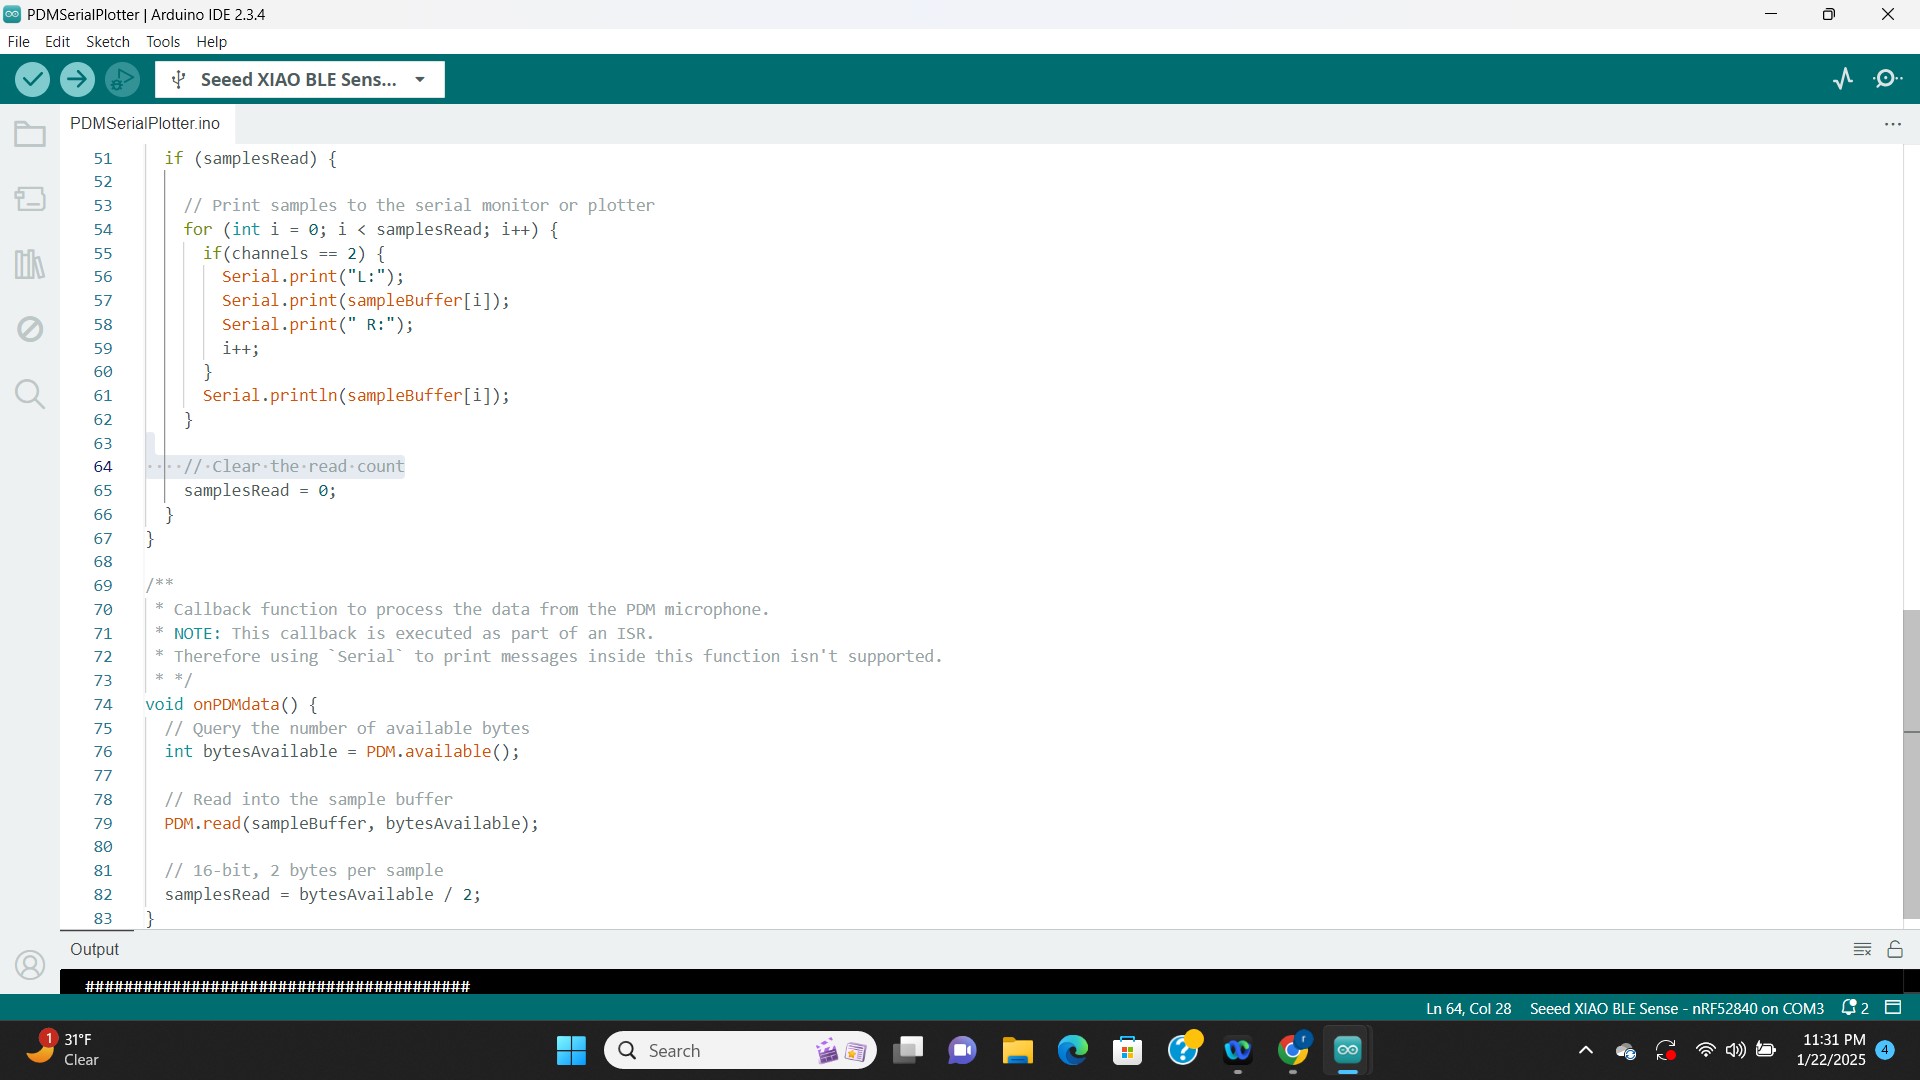 PDMSerialPlotter | Arduino IDE 2.3.4
File Edit Sketch Tools Help
Seeed XIAO BLE Sens...
PDMSerialPlotter.ino
51 if (samplesRead) {
52
53 // Print samples to the serial monitor or plotter
54 for (int i = 0; i < samplesRead; i++) {
55 if(channels == 2) {
56 Serial.print("L:");
57 Serial.print(sampleBuffer[i]);
58 Serial.print(" R:");
59 i++;
60 }
61 Serial.println(sampleBuffer[i]);
62 }
63
64 // Clear the read count
65 samplesRead = 0;
66 }
67 }
68
69 /**
70 * Callback function to process the data from the PDM microphone.
71 * NOTE: This callback is executed as part of an ISR.
72 * Therefore using `Serial` to print messages inside this function isn't supported.
73 * */
74 void onPDMdata() {
75 // Query the number of available bytes
76 int bytesAvailable = PDM.available();
77
78 // Read into the sample buffer
79 PDM.read(sampleBuffer, bytesAvailable);
80
81 // 16-bit, 2 bytes per sample
82 samplesRead = bytesAvailable / 2;
83 }
Output
########################################
Ln 64, Col 28 Seeed XIAO BLE Sense - nRF52840 on COM3 2
1 31°F
Clear
Search
r
11:31 PM
1/22/2025
4